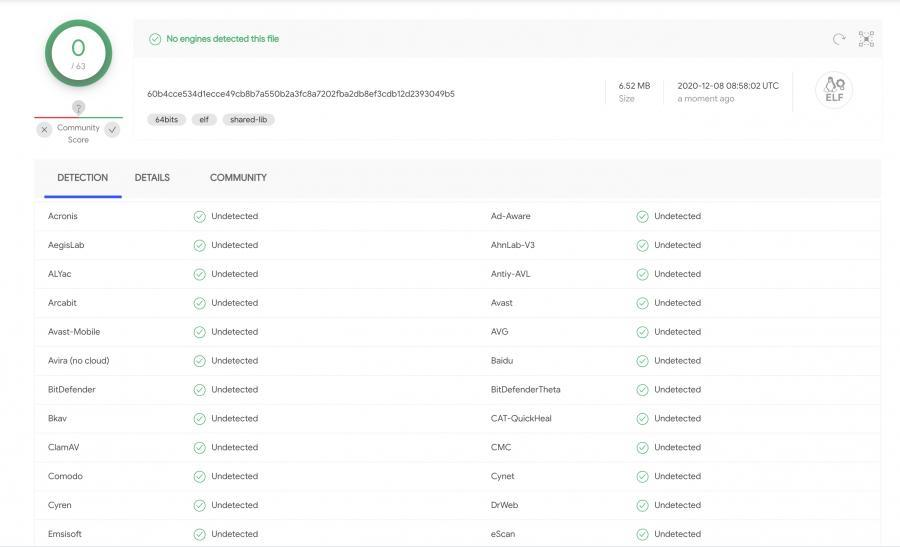 0
/ 63
?
Community
Score
No engines detected this file
60b4cce534d1ecce49cb8b7a550b2a3fc8a7202fba2db8ef3cdb12d2393049b5
64bits elf shared-lib
6.52 MB
Size
2020-12-08 08:58:02 UTC
a moment ago
ELF
DETECTION DETAILS COMMUNITY
Acronis Undetected Ad-Aware Undetected
AegisLab Undetected AhnLab-V3 Undetected
ALYac Undetected Antiy-AVL Undetected
Arcabit Undetected Avast Undetected
Avast-Mobile Undetected AVG Undetected
Avira (no cloud) Undetected Baidu Undetected
BitDefender Undetected BitDefenderTheta Undetected
Bkav Undetected CAT-QuickHeal Undetected
ClamAV Undetected CMC Undetected
Comodo Undetected Cynet Undetected
Cyren Undetected DrWeb Undetected
Emsisoft Undetected eScan Undetected